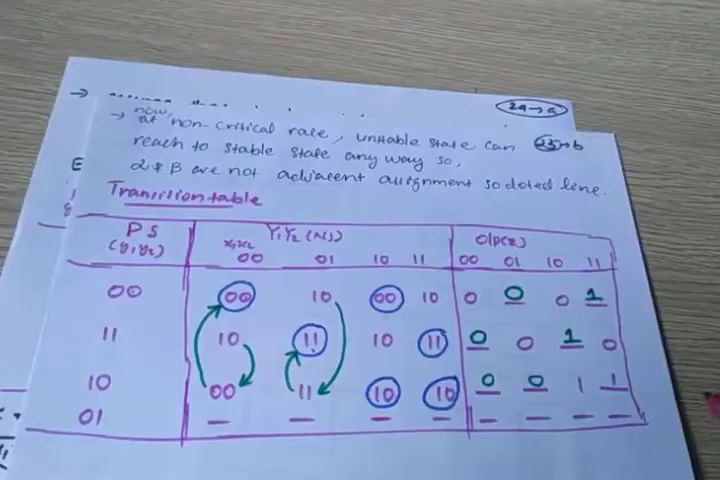 2a→a
→ now,
at non-critical rate, unstable state can 23→b
reach to stable state any way so,
α & β are not adjacent assignment so doted line.
Transition table
PS Y₁Y₂ (N.S) O/P(Z)
(y₁y₂) x₁x₂
00 01 10 11 00 01 10 11
00 00 10 00 10 0 0 0 1
11 10 11 10 11 0 0 1 0
10 00 11 10 10 0 0 1 1
01 — — — — — — — —